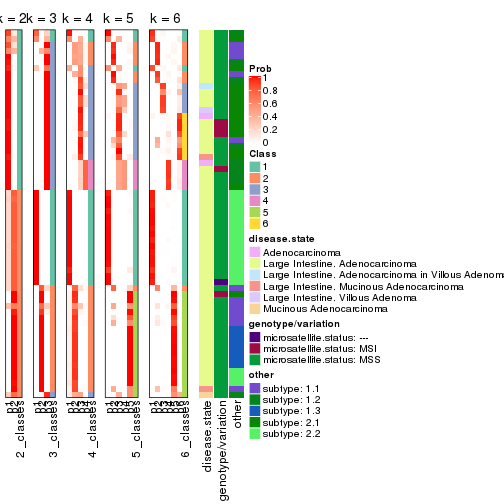 k = 2 k = 3 k = 4 k = 5 k = 6
Prob
1
0.8
0.6
0.4
0.2
0
Class
1
2
3
4
5
6
disease.state
Adenocarcinoma
Large Intestine. Adenocarcinoma
Large Intestine. Adenocarcinoma in Villous Adenoma
Large Intestine. Mucinous Adenocarcinoma
Large Intestine. Villous Adenoma
Mucinous Adenocarcinoma
genotype/variation
microsatellite.status: ---
microsatellite.status: MSI
microsatellite.status: MSS
other
subtype: 1.1
subtype: 1.2
subtype: 1.3
subtype: 2.1
subtype: 2.2
2_classes
3_classes
4_classes
5_classes
6_classes
disease.state
genotype/variation
other